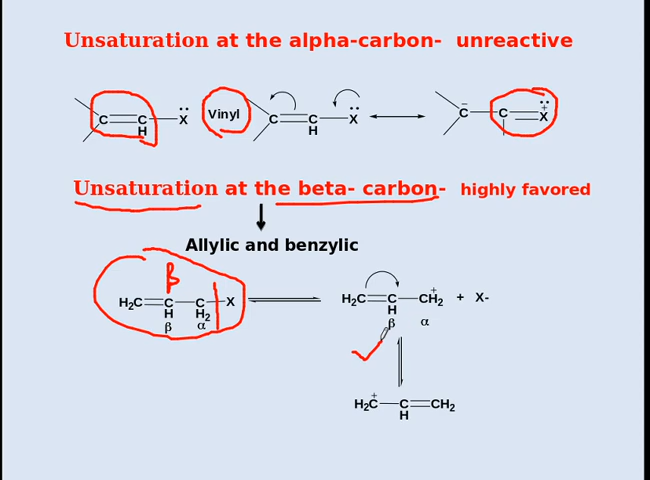 Unsaturation at the alpha-carbon- unreactive
C C X Vinyl C C X C C X
H H
Unsaturation at the beta- carbon- highly favored
Allylic and benzylic
β
H₂C C C X H₂C C CH₂ + X-
H H₂ H
β α β α
H₂C C CH₂
H